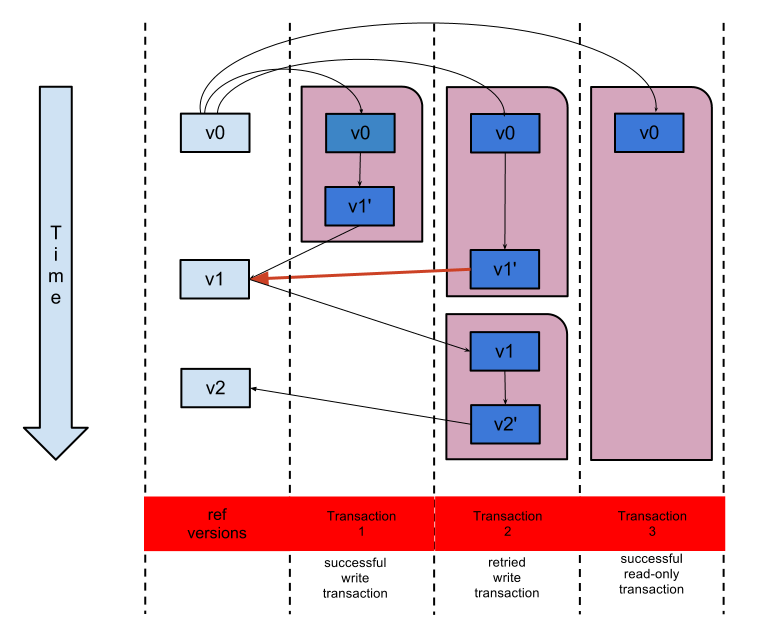 v0
v0
v0
v0
v1'
T
i
m
e
v1
v1'
v1
v2
v2'
ref
versions
Transaction
1
Transaction
2
Transaction
3
successful
write
transaction
retried
write
transaction
successful
read-only
transaction